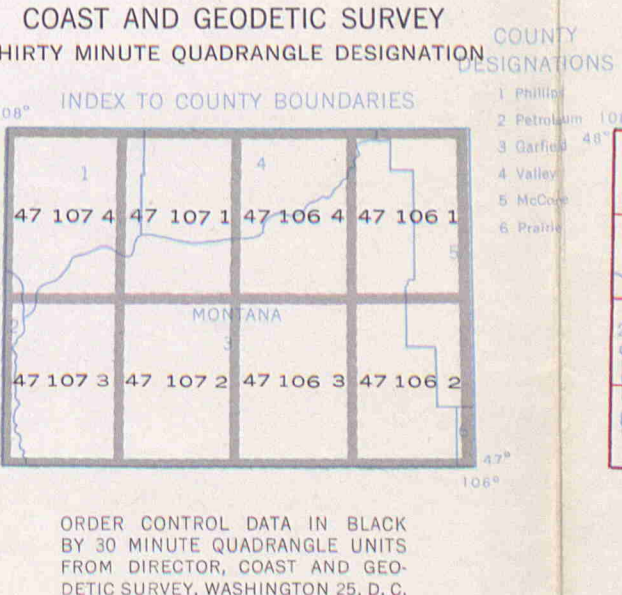 COAST AND GEODETIC SURVEY
HIRTY MINUTE QUADRANGLE DESIGNATION
COUNTY
DESIGNATIONS
INDEX TO COUNTY BOUNDARIES
1 Phillips
2 Petroleum
3 Garfield
4 Valley
5 McCone
6 Prairie
08°
48°
1
4
47 107 4 47 107 1 47 106 4 47 106 1
5
MONTANA
2
3
47 107 3 47 107 2 47 106 3 47 106 2
6
47°
106°
ORDER CONTROL DATA IN BLACK
BY 30 MINUTE QUADRANGLE UNITS
FROM DIRECTOR, COAST AND GEO-
DETIC SURVEY, WASHINGTON 25, D. C.